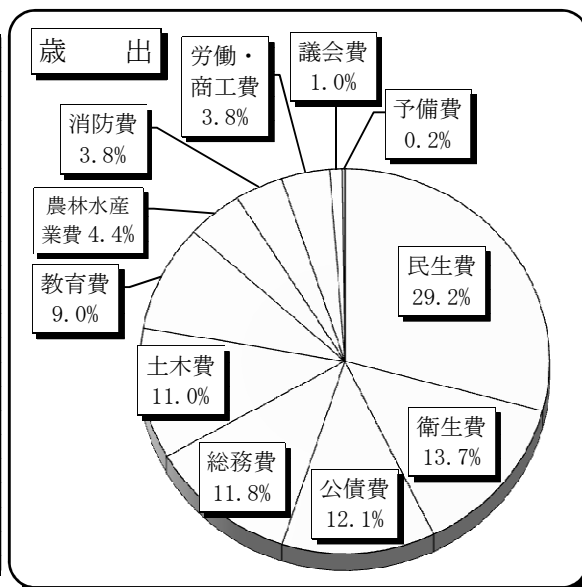 歳 出
労働・
商工費
3.8%
議会費
1.0%
予備費
0.2%
消防費
3.8%
農林水産
業費 4.4%
教育費
9.0%
民生費
29.2%
土木費
11.0%
衛生費
13.7%
総務費
11.8%
公債費
12.1%